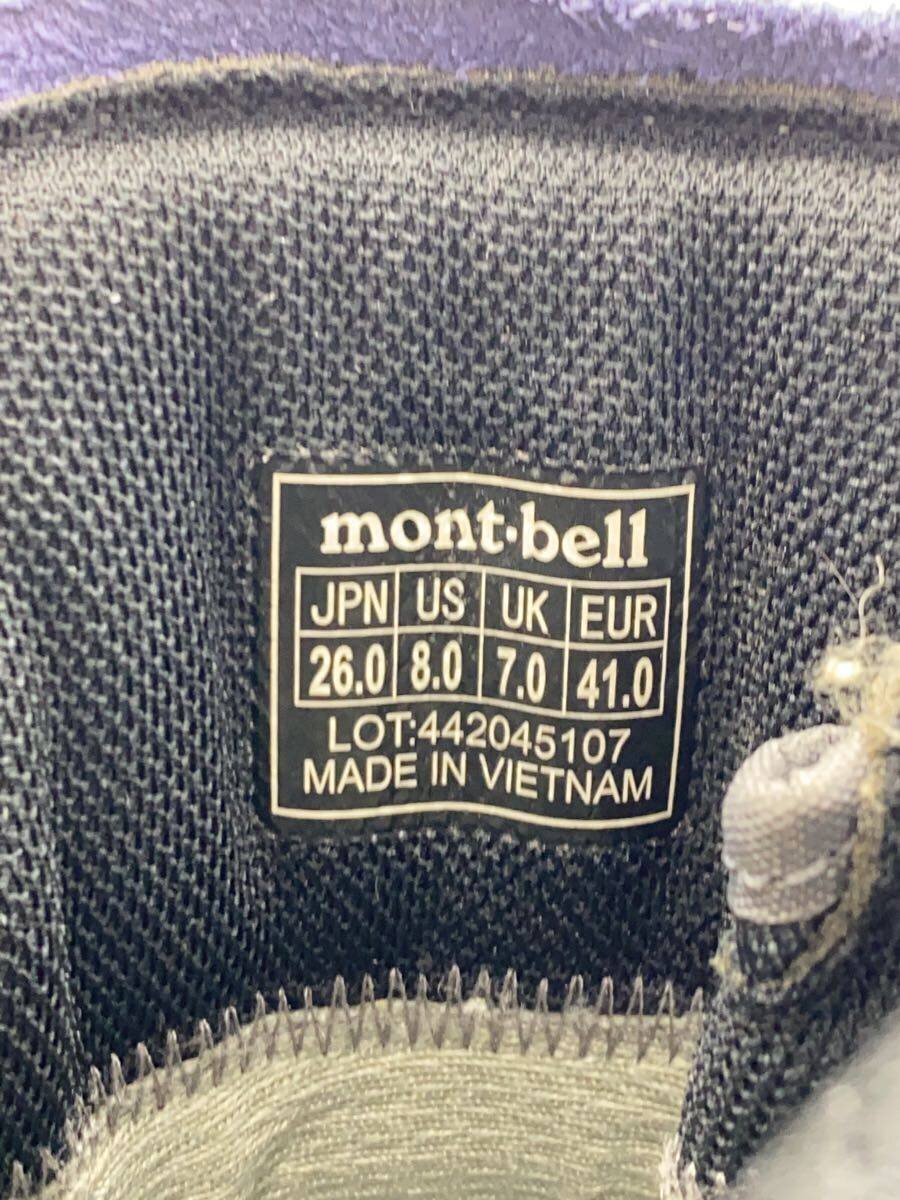 mont·bell
JPN US UK EUR
26.0 8.0 7.0 41.0
LOT:442045107
MADE IN VIETNAM